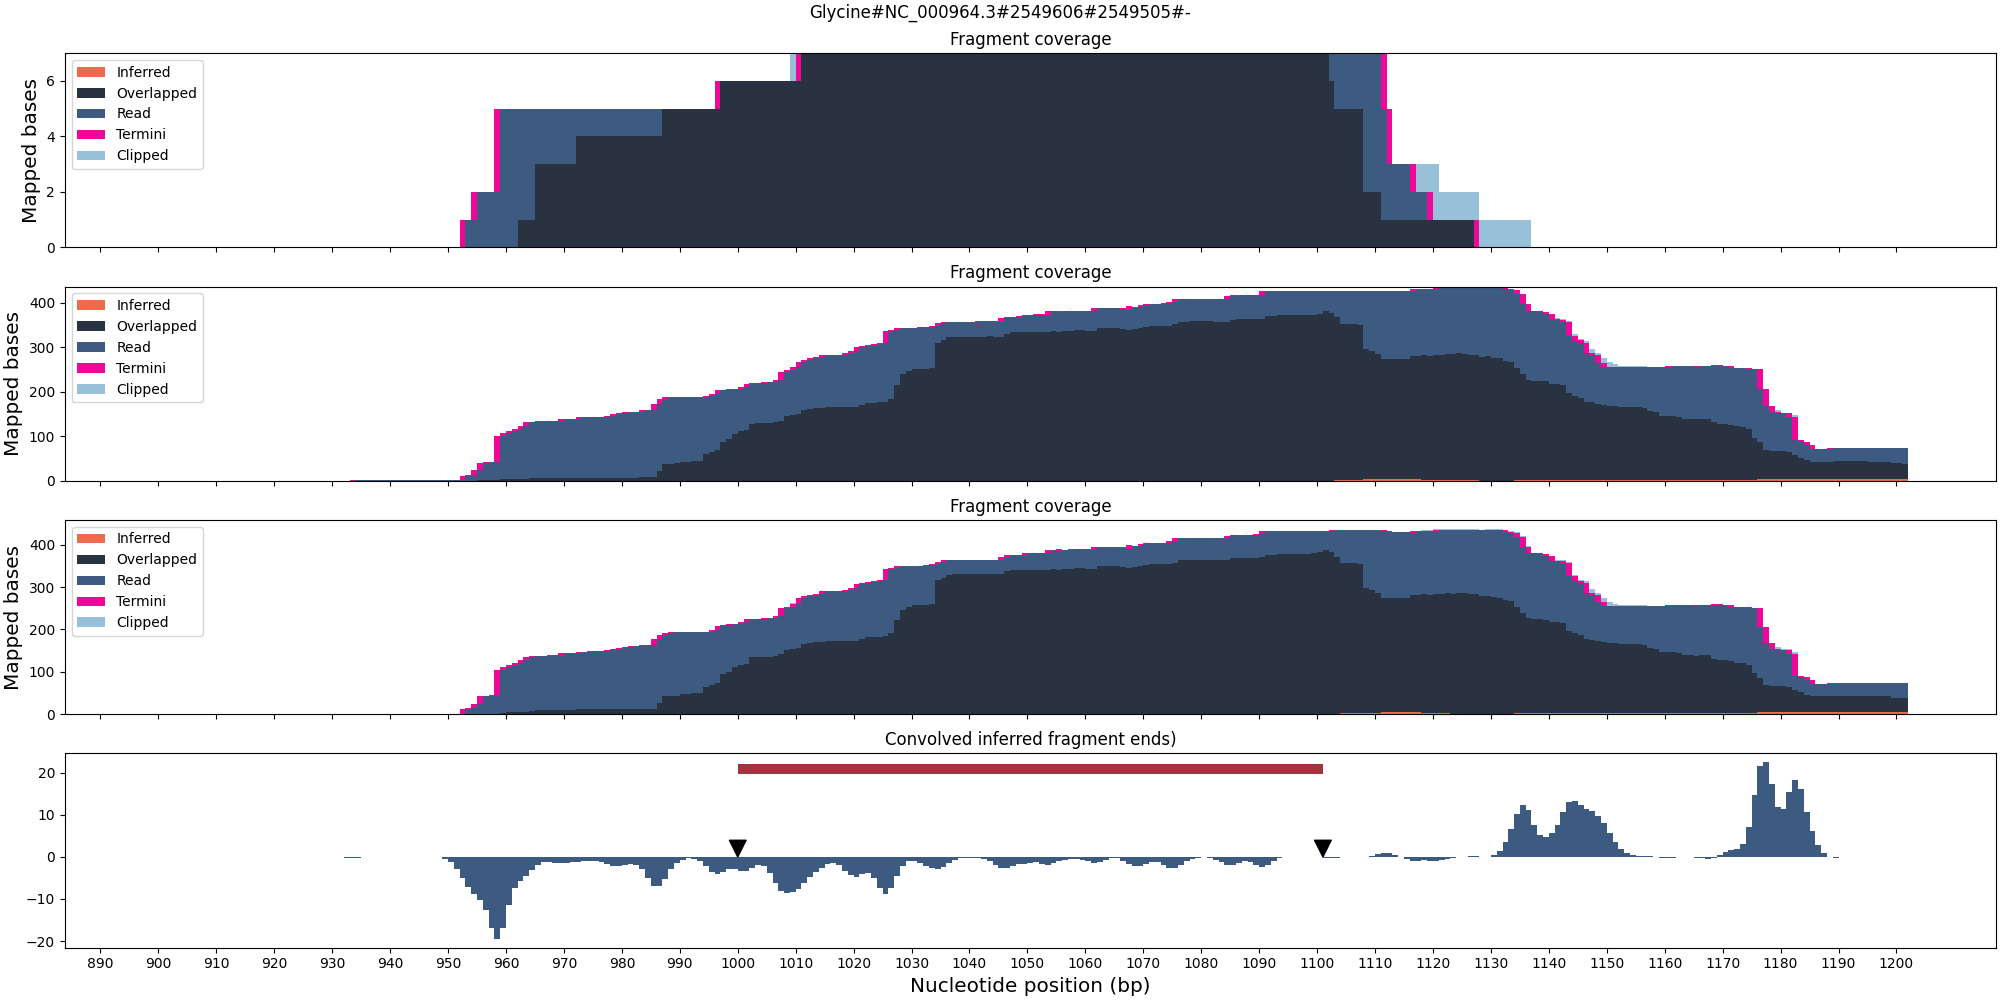 Glycine#NC_000964.3#2549606#2549505#-
Fragment coverage
Mapped bases
6
4
2
0
Inferred
Overlapped
Read
Termini
Clipped
Fragment coverage
Mapped bases
400
300
200
100
0
Inferred
Overlapped
Read
Termini
Clipped
Fragment coverage
Mapped bases
400
300
200
100
0
Inferred
Overlapped
Read
Termini
Clipped
Convolved inferred fragment ends)
20
10
0
−10
−20
890 900 910 920 930 940 950 960 970 980 990 1000 1010 1020 1030 1040 1050 1060 1070 1080 1090 1100 1110 1120 1130 1140 1150 1160 1170 1180 1190 1200
Nucleotide position (bp)